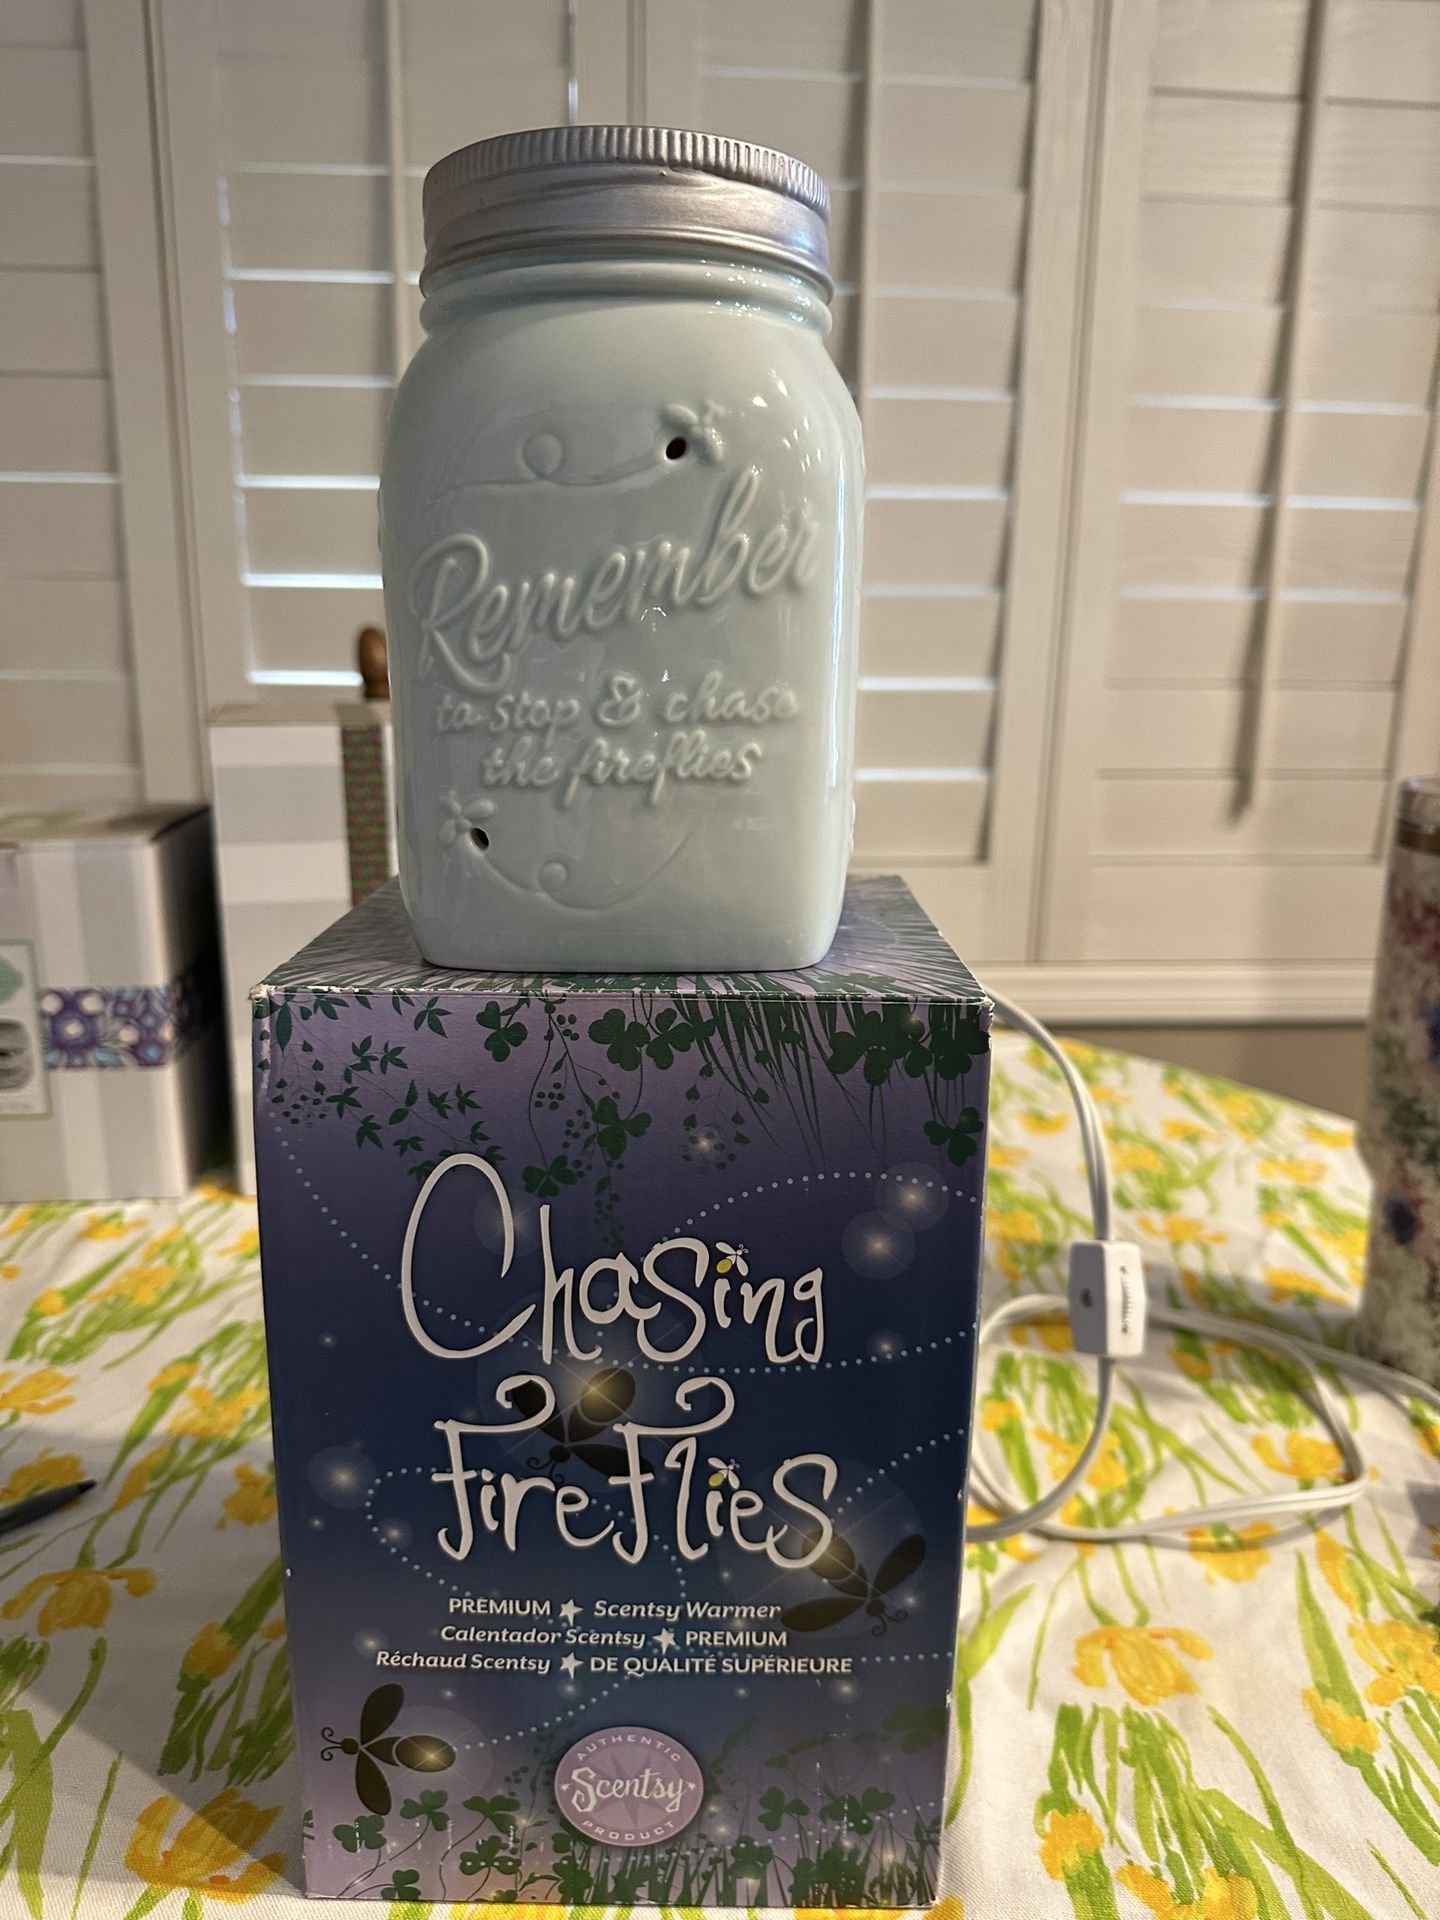 Remember
to stop & chase
the fireflies
Chasing
FireFlies
PREMIUM ★ Scentsy Warmer
Calentador Scentsy ★ PREMIUM
Réchaud Scentsy ★ DE QUALITÉ SUPÉRIEURE
AUTHENTIC
Scentsy
PRODUCT